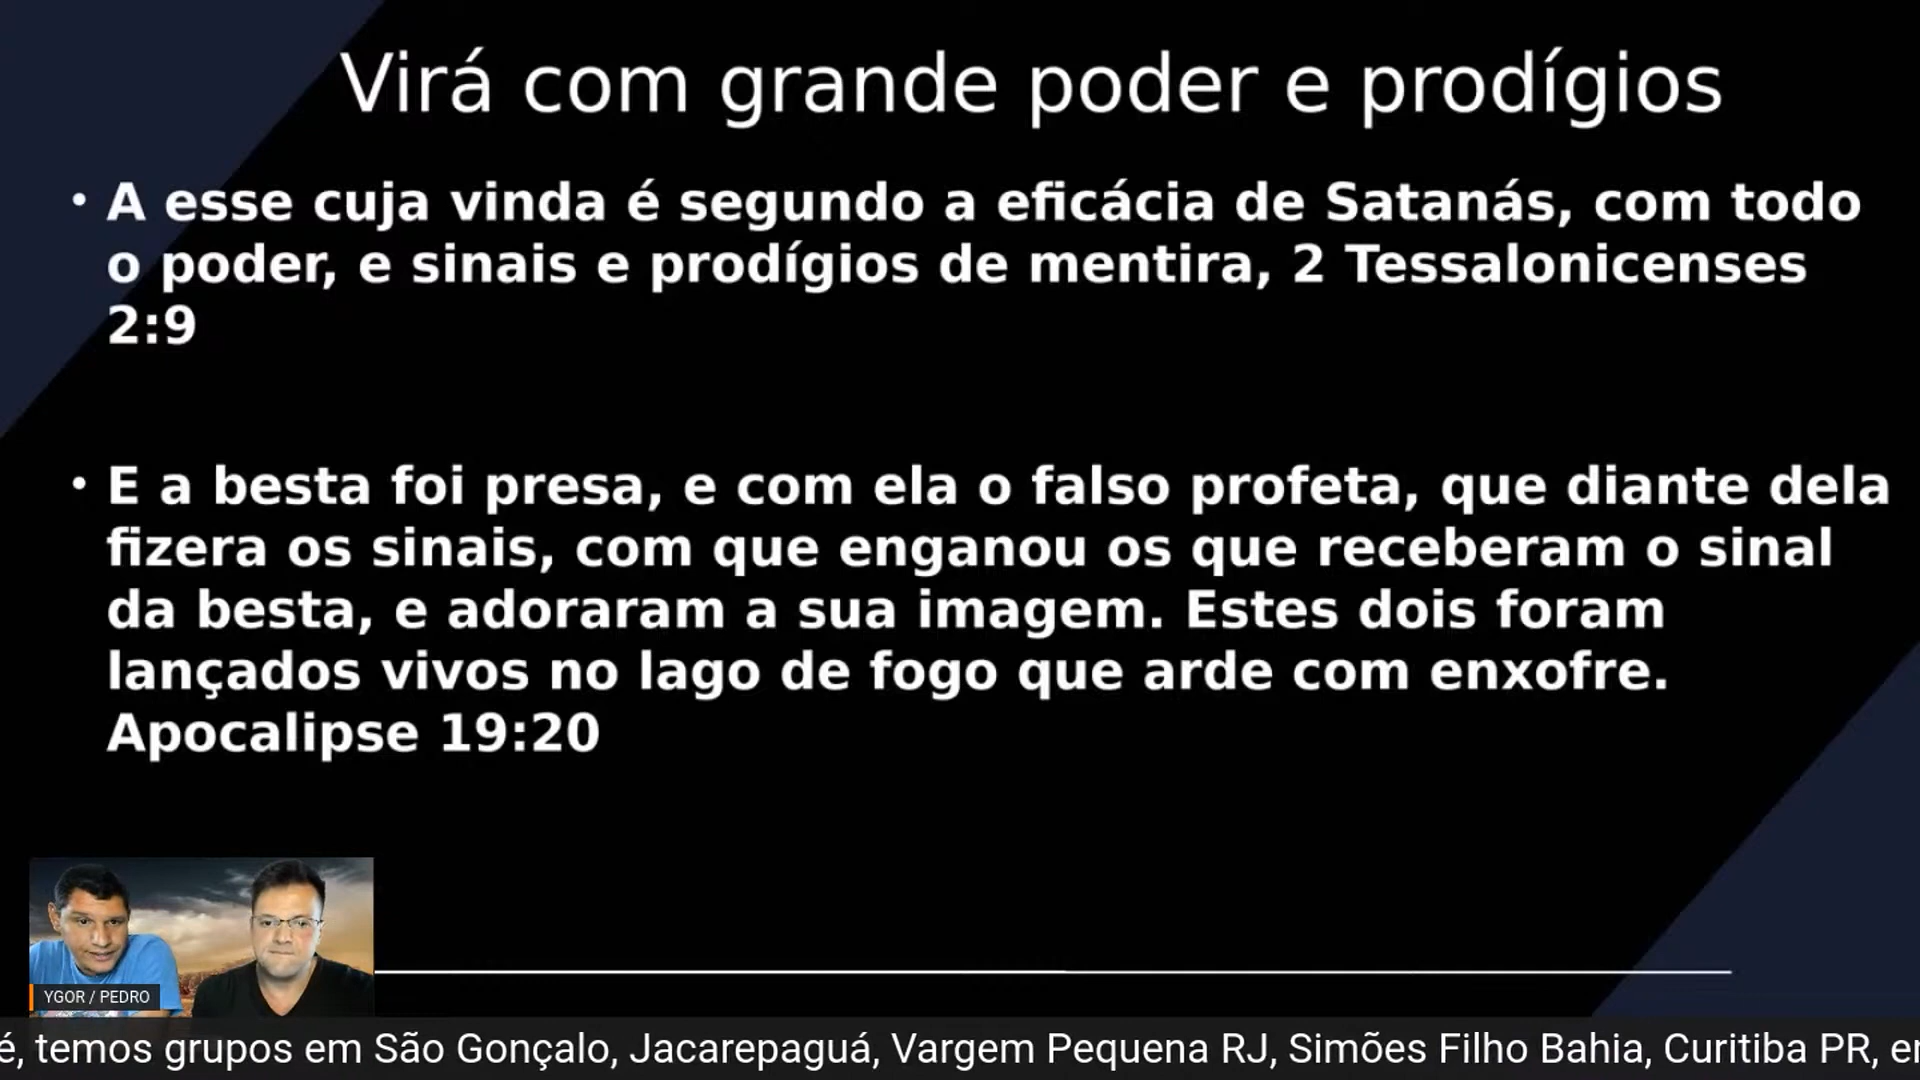 Virá com grande poder e prodígios
• A esse cuja vinda é segundo a eficácia de Satanás, com todo
o poder, e sinais e prodígios de mentira, 2 Tessalonicenses
2:9
• E a besta foi presa, e com ela o falso profeta, que diante dela
fizera os sinais, com que enganou os que receberam o sinal
da besta, e adoraram a sua imagem. Estes dois foram
lançados vivos no lago de fogo que arde com enxofre.
Apocalipse 19:20
YGOR / PEDRO
é, temos grupos em São Gonçalo, Jacarepaguá, Vargem Pequena RJ, Simões Filho Bahia, Curitiba PR,